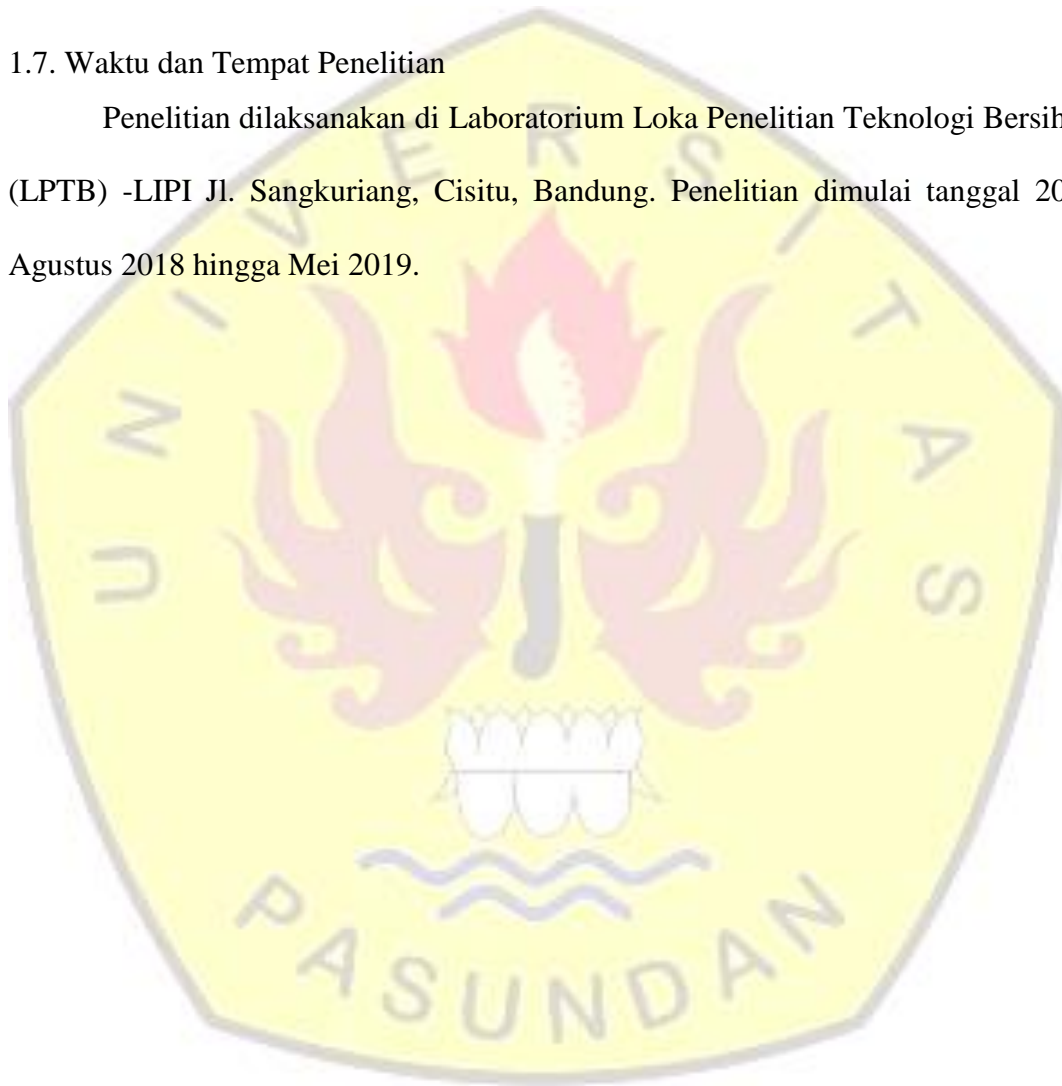 1.7. Waktu dan Tempat Penelitian
Penelitian dilaksanakan di Laboratorium Loka Penelitian Teknologi Bersih
(LPTB) -LIPI Jl. Sangkuriang, Cisitu, Bandung. Penelitian dimulai tanggal 20
Agustus 2018 hingga Mei 2019.
UNIVERSITAS
PASUNDAN